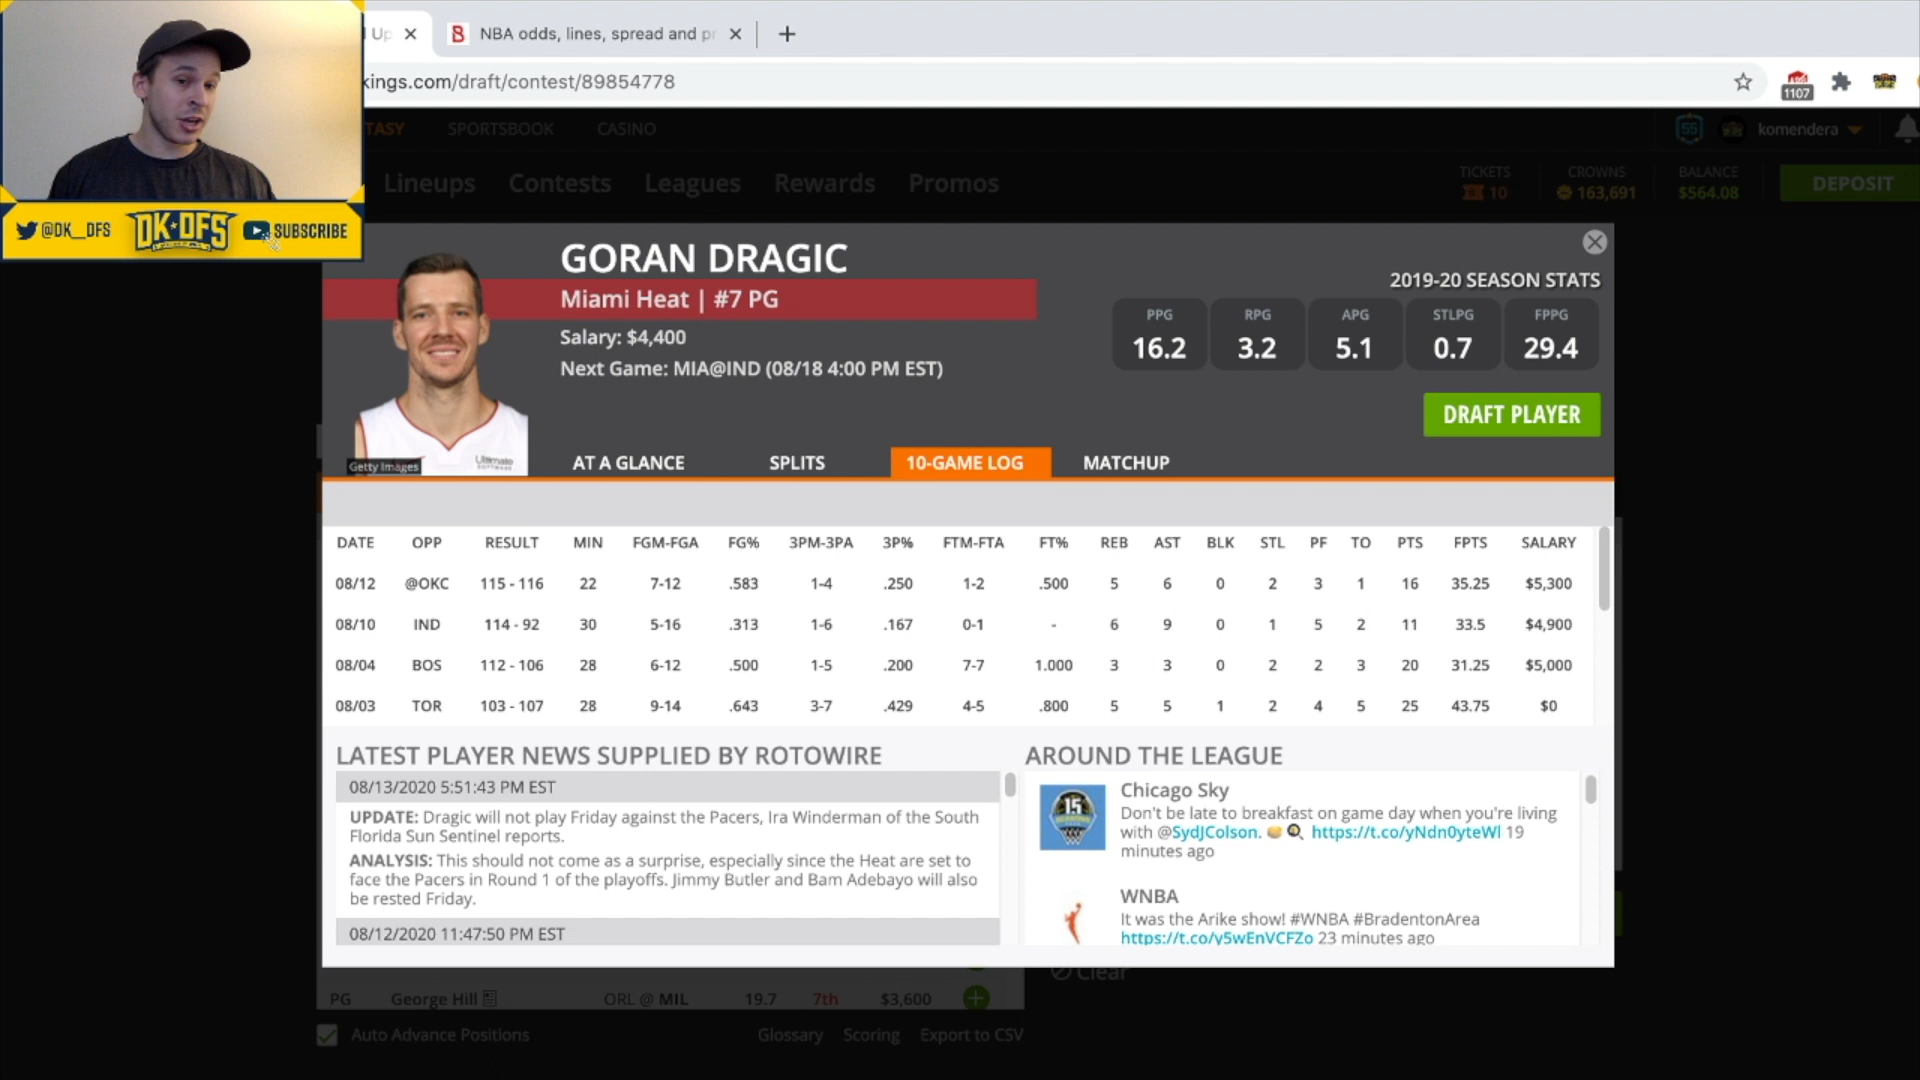 Up
NBA odds, lines, spread and pr
kings.com/draft/contest/89854778
1107
TASY SPORTSBOOK CASINO
55 komendera
Lineups Contests Leagues Rewards Promos
TICKETS CROWNS BALANCE
10 163,691 $564.08
DEPOSIT
@DK__DFS DK DFS SUBSCRIBE
GORAN DRAGIC
Miami Heat | #7 PG
Salary: $4,400
Next Game: MIA@IND (08/18 4:00 PM EST)
2019-20 SEASON STATS
PPG RPG APG STLPG FPPG
16.2 3.2 5.1 0.7 29.4
DRAFT PLAYER
Getty Images
Ultimate
SOFTWARE
AT A GLANCE SPLITS 10-GAME LOG MATCHUP
DATE OPP RESULT MIN FGM-FGA FG% 3PM-3PA 3P% FTM-FTA FT% REB AST BLK STL PF TO PTS FPTS SALARY
08/12 @OKC 115 - 116 22 7-12 .583 1-4 .250 1-2 .500 5 6 0 2 3 1 16 35.25 $5,300
08/10 IND 114 - 92 30 5-16 .313 1-6 .167 0-1 - 6 9 0 1 5 2 11 33.5 $4,900
08/04 BOS 112 - 106 28 6-12 .500 1-5 .200 7-7 1.000 3 3 0 2 2 3 20 31.25 $5,000
08/03 TOR 103 - 107 28 9-14 .643 3-7 .429 4-5 .800 5 5 1 2 4 5 25 43.75 $0
LATEST PLAYER NEWS SUPPLIED BY ROTOWIRE
08/13/2020 5:51:43 PM EST
UPDATE: Dragic will not play Friday against the Pacers, Ira Winderman of the South
Florida Sun Sentinel reports.
ANALYSIS: This should not come as a surprise, especially since the Heat are set to
face the Pacers in Round 1 of the playoffs. Jimmy Butler and Bam Adebayo will also
be rested Friday.
08/12/2020 11:47:50 PM EST
AROUND THE LEAGUE
15
Chicago Sky
Don't be late to breakfast on game day when you're living
with @SydJColson. https://t.co/yNdn0yteWl 19
minutes ago
WNBA
It was the Arike show! #WNBA #BradentonArea
https://t.co/y5wEnVCFZo 23 minutes ago
Clear
PG George Hill ORL @ MIL 19.7 7th $3,600
Auto Advance Positions Glossary Scoring Export to CSV